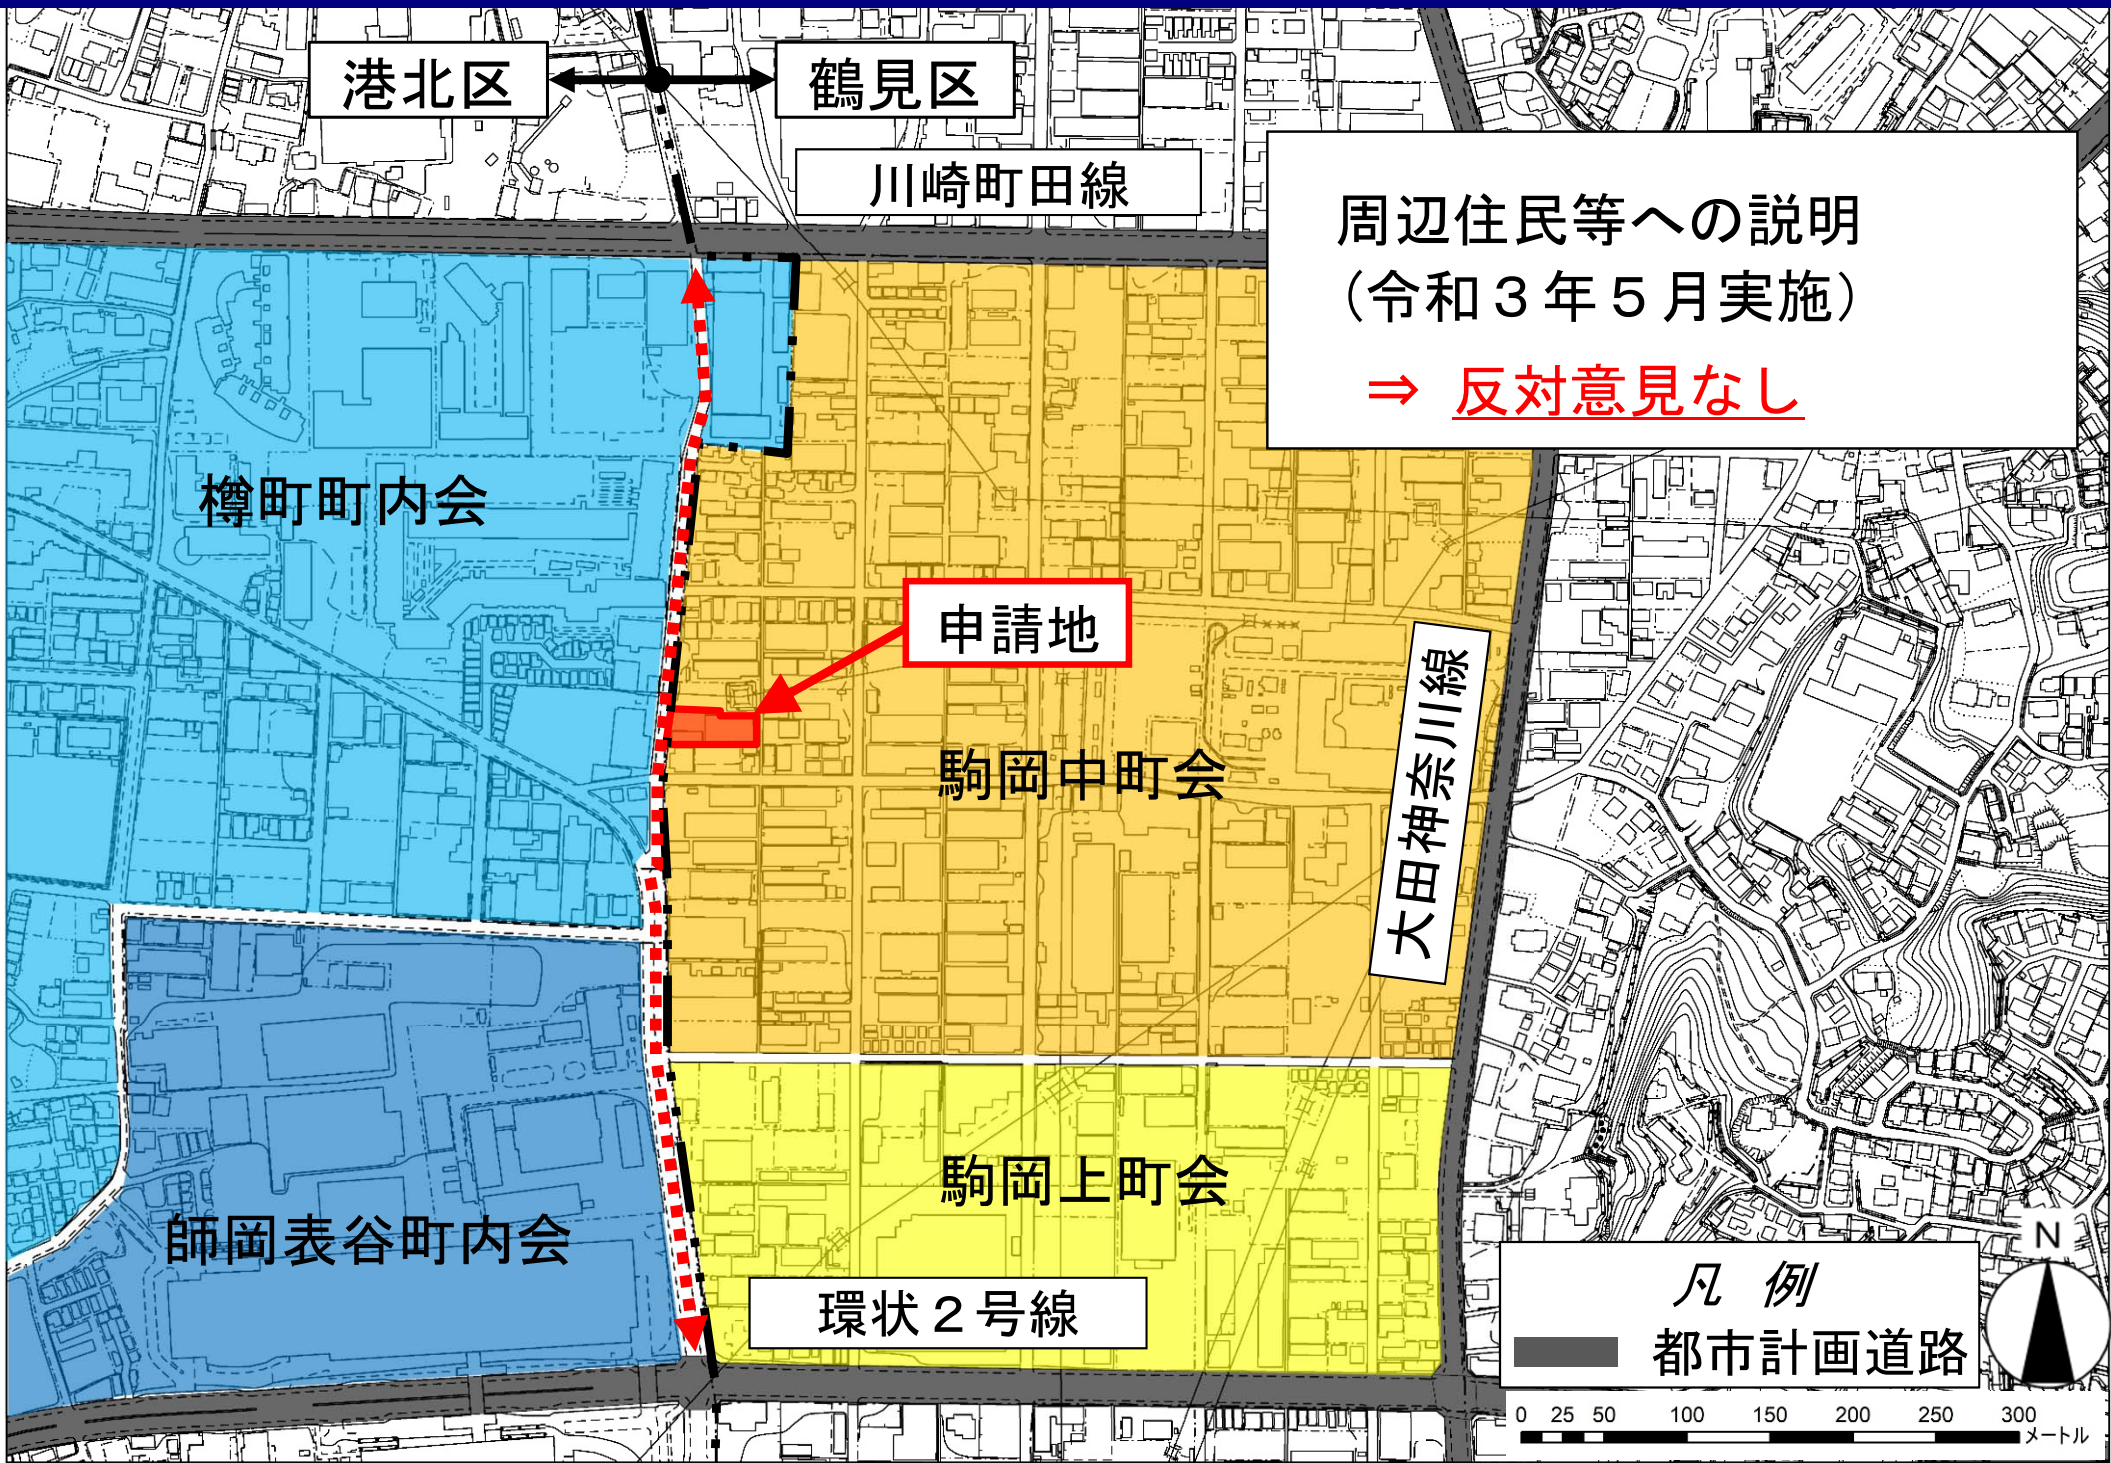 港北区
鶴見区
川崎町田線
周辺住民等への説明
（令和３年５月実施）
⇒ 反対意見なし
樽町町内会
申請地
駒岡中町会
大田神奈川線
駒岡上町会
師岡表谷町内会
環状２号線
凡 例
都市計画道路
N
0 25 50 100 150 200 250 300
メートル